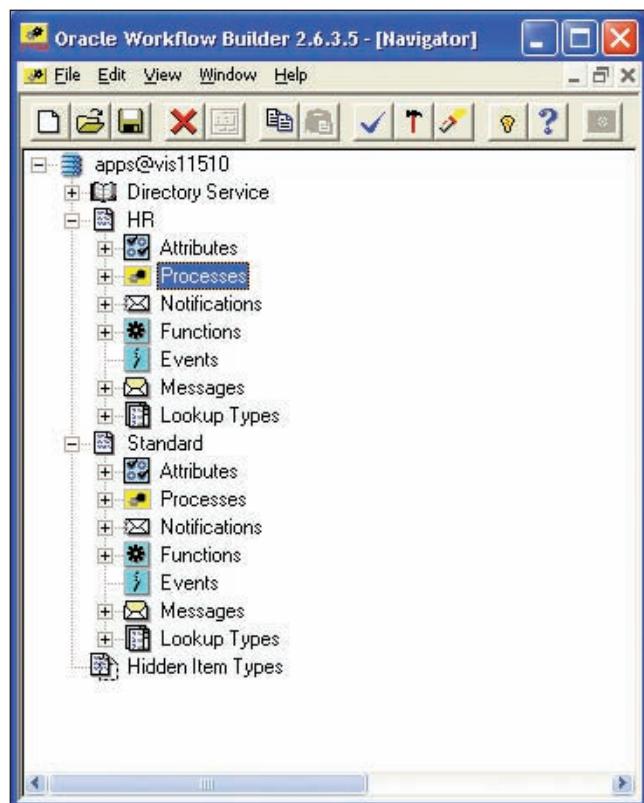 Oracle Workflow Builder 2.6.3.5 - [Navigator]
File Edit View Window Help
apps@vis11510
Directory Service
HR
Attributes
Processes
Notifications
Functions
Events
Messages
Lookup Types
Standard
Attributes
Processes
Notifications
Functions
Events
Messages
Lookup Types
Hidden Item Types